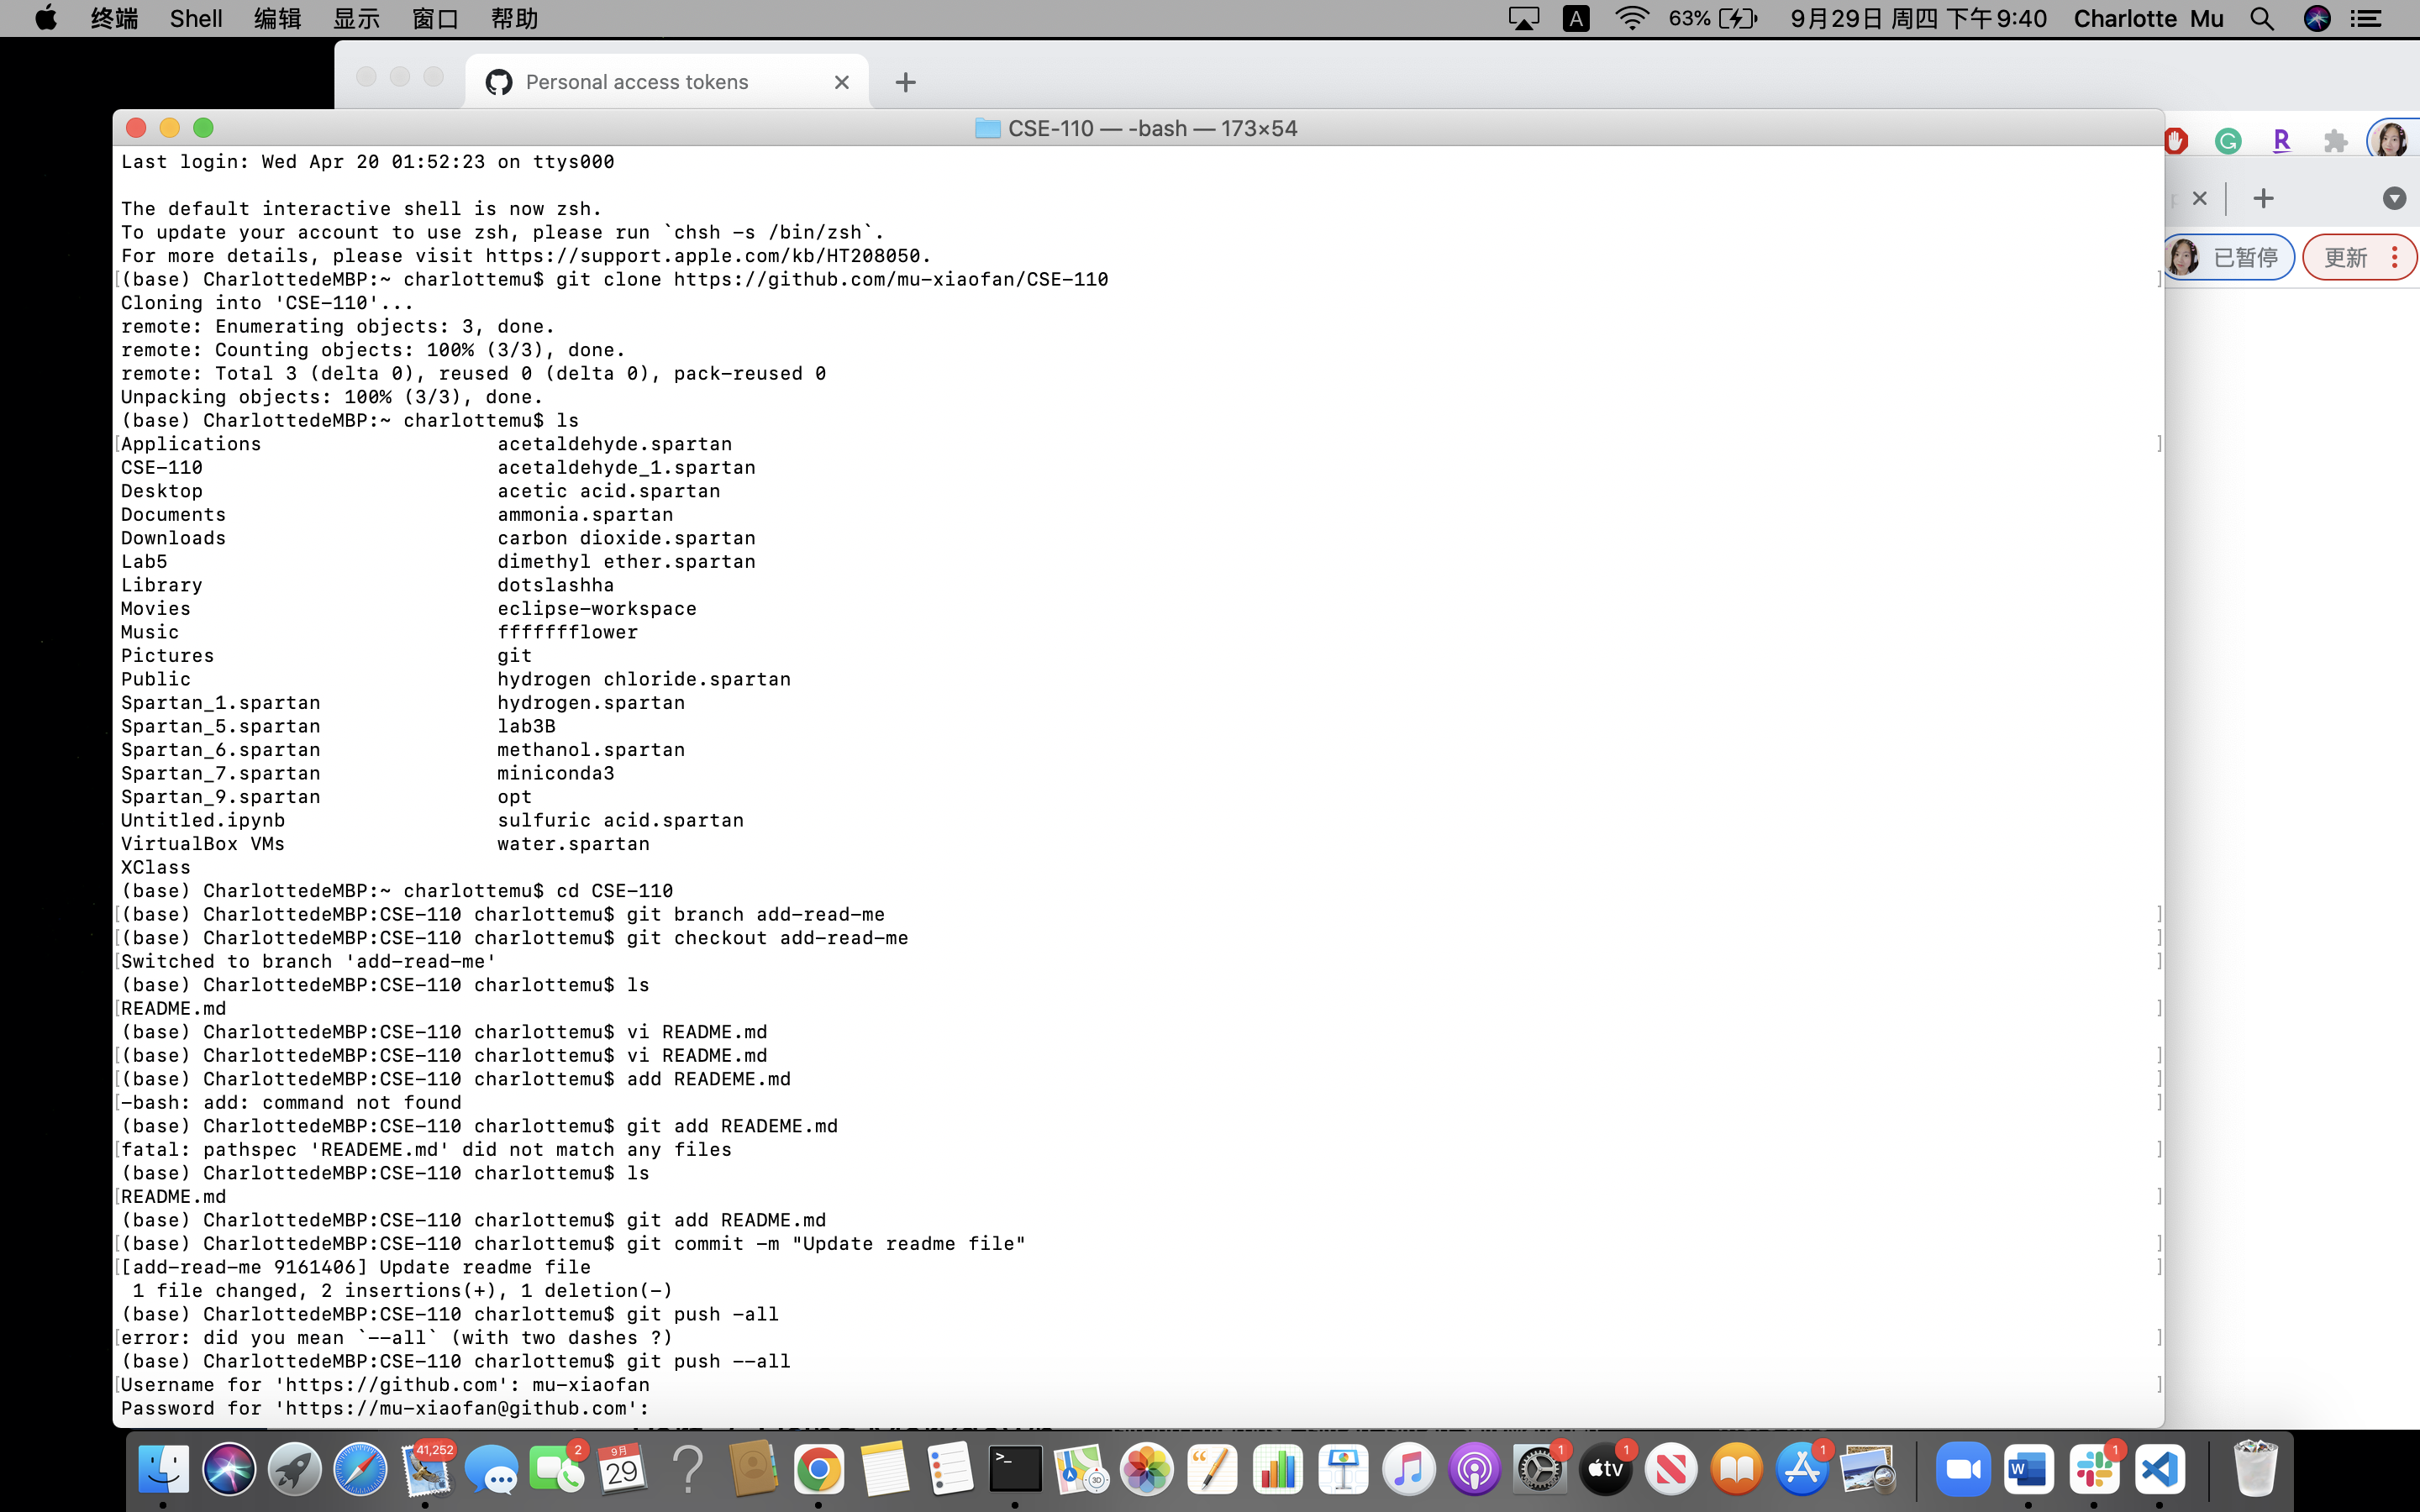 终端 Shell 编辑 显示 窗口 帮助 A 63% 9月29日 周四 下午9:40 Charlotte Mu
Personal access tokens
CSE-110 — -bash — 173×54
Last login: Wed Apr 20 01:52:23 on ttys000
The default interactive shell is now zsh.
To update your account to use zsh, please run `chsh -s /bin/zsh`.
For more details, please visit https://support.apple.com/kb/HT208050.
[(base) CharlottedeMBP:~ charlottemu$ git clone https://github.com/mu-xiaofan/CSE-110 ]
Cloning into 'CSE-110'...
remote: Enumerating objects: 3, done.
remote: Counting objects: 100% (3/3), done.
remote: Total 3 (delta 0), reused 0 (delta 0), pack-reused 0
Unpacking objects: 100% (3/3), done.
(base) CharlottedeMBP:~ charlottemu$ ls
[Applications acetaldehyde.spartan ]
CSE-110 acetaldehyde_1.spartan
Desktop acetic acid.spartan
Documents ammonia.spartan
Downloads carbon dioxide.spartan
Lab5 dimethyl ether.spartan
Library dotslashha
Movies eclipse-workspace
Music ffffffflower
Pictures git
Public hydrogen chloride.spartan
Spartan_1.spartan hydrogen.spartan
Spartan_5.spartan lab3B
Spartan_6.spartan methanol.spartan
Spartan_7.spartan miniconda3
Spartan_9.spartan opt
Untitled.ipynb sulfuric acid.spartan
VirtualBox VMs water.spartan
XClass
(base) CharlottedeMBP:~ charlottemu$ cd CSE-110
[(base) CharlottedeMBP:CSE-110 charlottemu$ git branch add-read-me ]
[(base) CharlottedeMBP:CSE-110 charlottemu$ git checkout add-read-me ]
[Switched to branch 'add-read-me' ]
(base) CharlottedeMBP:CSE-110 charlottemu$ ls
[README.md ]
(base) CharlottedeMBP:CSE-110 charlottemu$ vi README.md
[(base) CharlottedeMBP:CSE-110 charlottemu$ vi README.md ]
[(base) CharlottedeMBP:CSE-110 charlottemu$ add READEME.md ]
[-bash: add: command not found ]
(base) CharlottedeMBP:CSE-110 charlottemu$ git add READEME.md
[fatal: pathspec 'READEME.md' did not match any files ]
(base) CharlottedeMBP:CSE-110 charlottemu$ ls
[README.md ]
(base) CharlottedeMBP:CSE-110 charlottemu$ git add README.md
[(base) CharlottedeMBP:CSE-110 charlottemu$ git commit -m "Update readme file" ]
[[add-read-me 9161406] Update readme file ]
1 file changed, 2 insertions(+), 1 deletion(-)
(base) CharlottedeMBP:CSE-110 charlottemu$ git push -all
[error: did you mean `--all` (with two dashes ?) ]
(base) CharlottedeMBP:CSE-110 charlottemu$ git push --all
[Username for 'https://github.com': mu-xiaofan ]
Password for 'https://mu-xiaofan@github.com':
R
已暂停 更新
41,252 2 9月 29 3D 1 tv 1 1 W 1